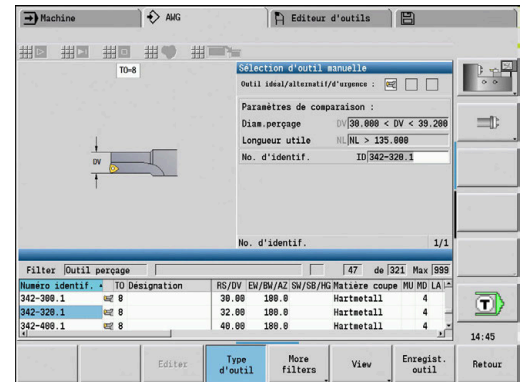 Machine
AWG
Editeur d'outils
TO=8
Sélection d'outil manuelle
Outil idéal/alternatif/d'urgence :
Paramètres de comparaison :
Diam.perçage DV 30.000 < DV < 39.200
Longueur utile NL NL > 135.000
No. d'identif. ID 342-320.1
DV
No. d'identif. 1/1
Filter Outil perçage 47 de 321 Max 999
Numéro identif. TO Désignation RS/DV EW/BW/AZ SW/SB/HG Matière coupe MU MD LA
342-300.1 8 30.00 180.0 Hartmetall 4
342-320.1 8 32.00 180.0 Hartmetall 4
342-400.1 8 40.00 180.0 Hartmetall 4
14:45
Editer
Type d'outil
More filters
View
Enregist. outil
Retour